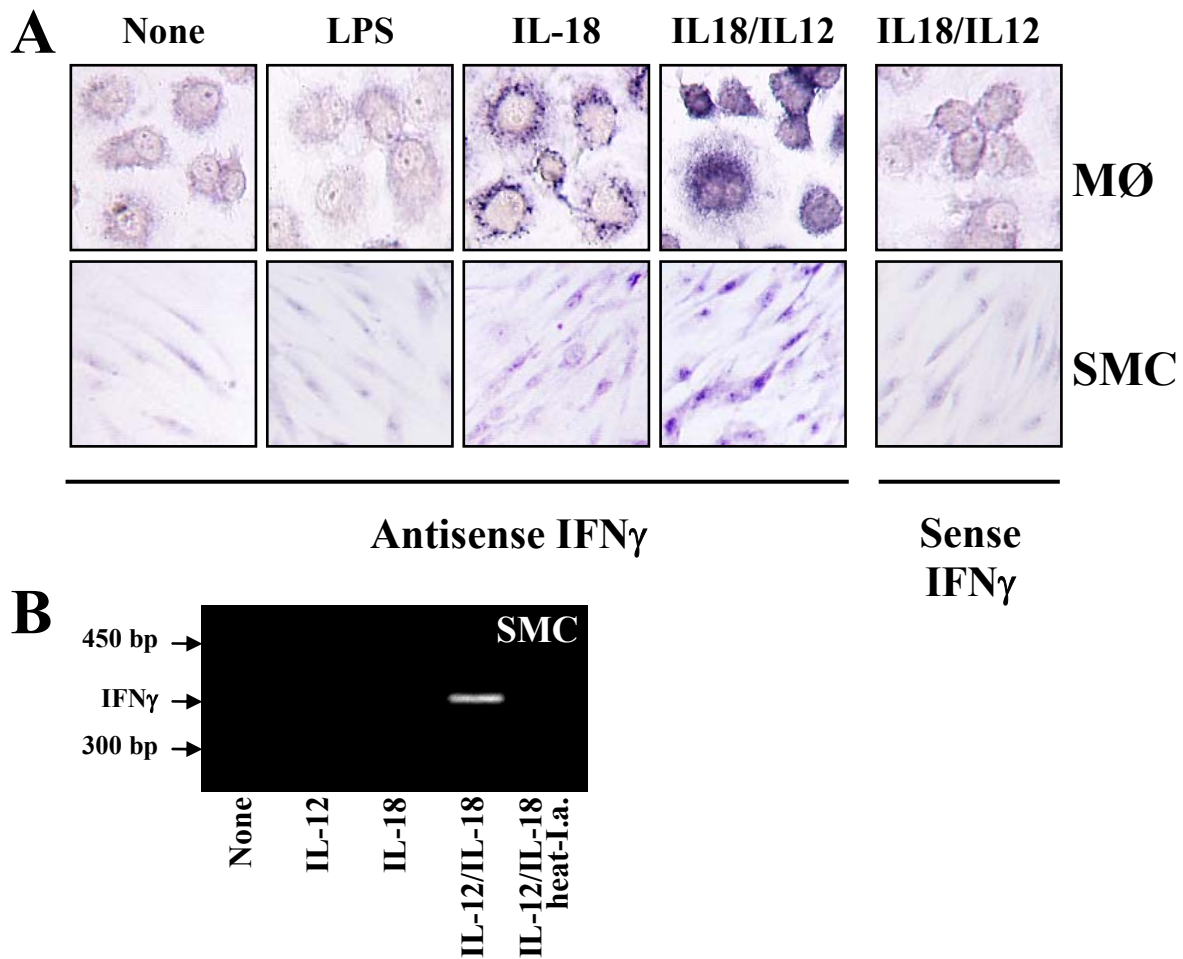 A
None LPS IL-18 IL18/IL12 IL18/IL12
MØ
SMC
Antisense IFNγ
Sense
IFNγ
B
SMC
450 bp
IFNγ
300 bp
None
IL-12
IL-18
IL-12/IL-18
IL-12/IL-18
heat-I.a.